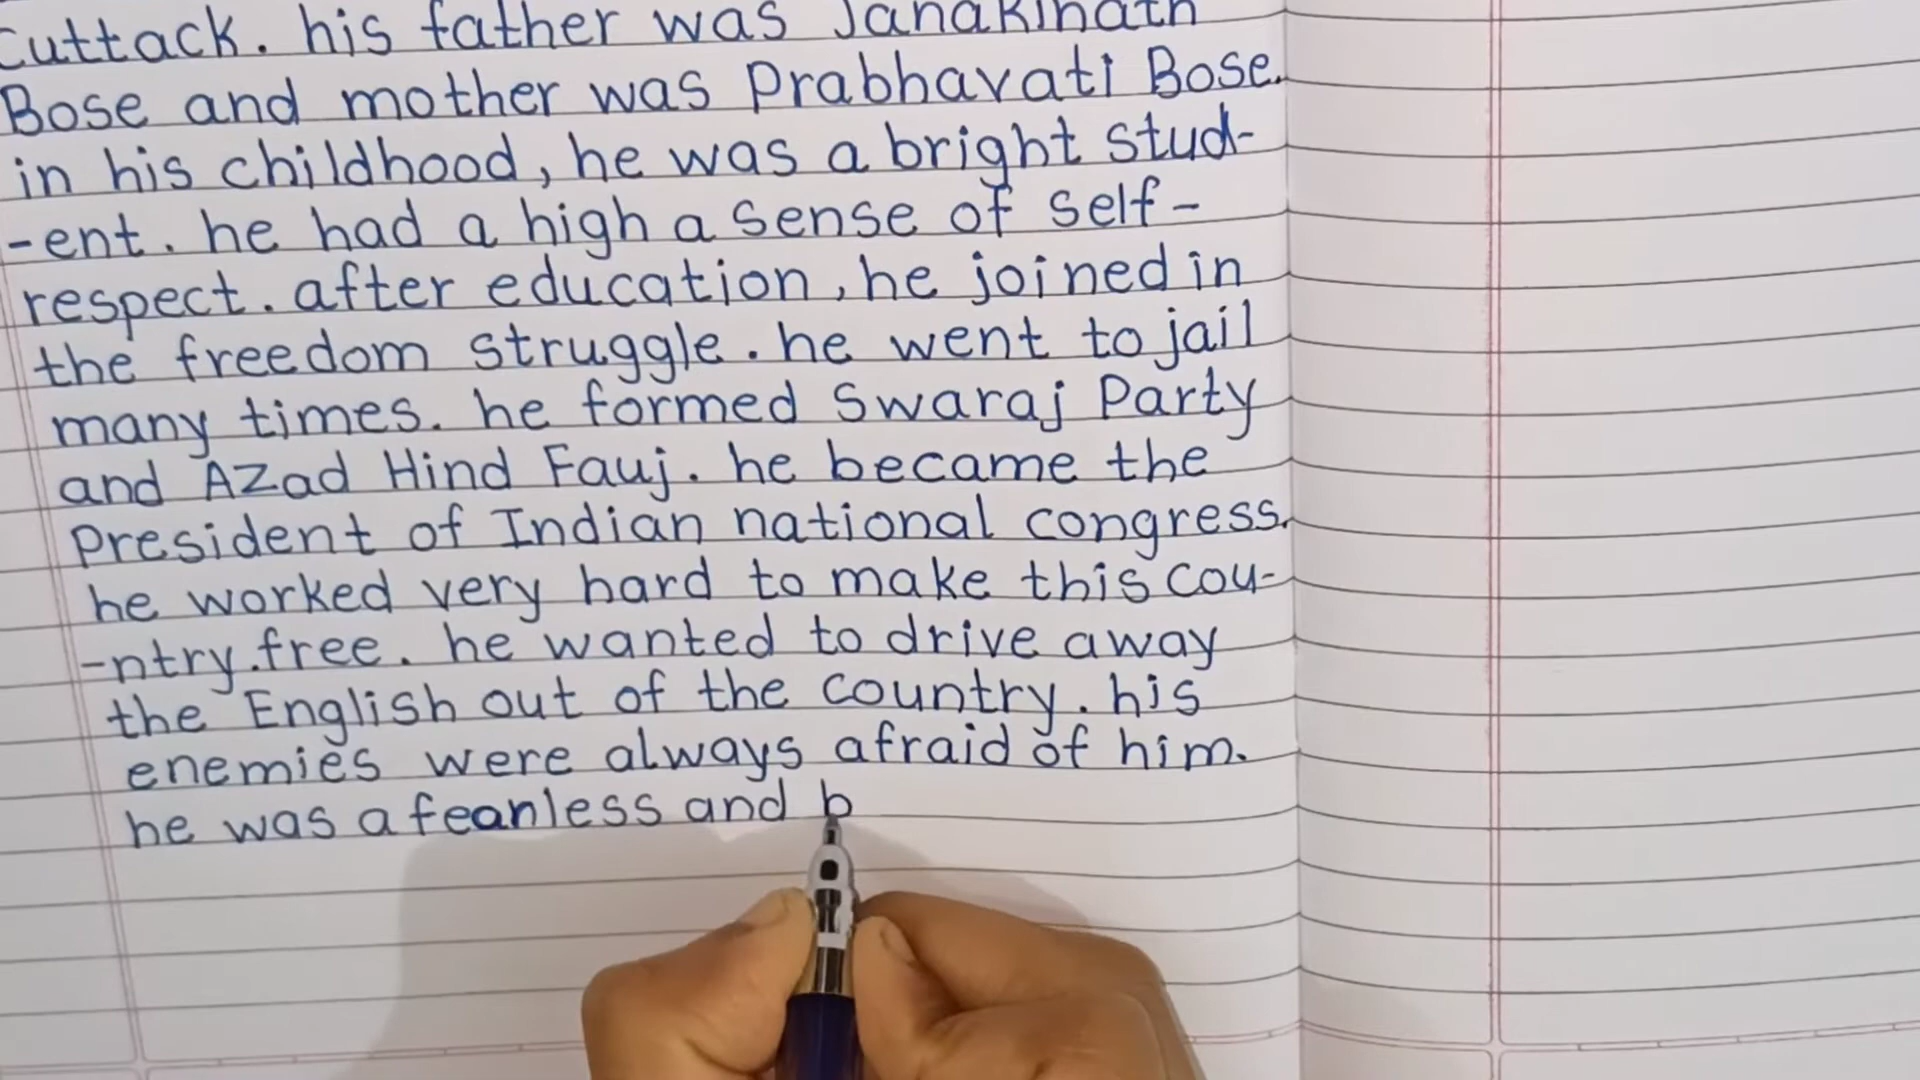 Cuttack. his father was Janakinath
Bose and mother was Prabhavati Bose.
in his childhood, he was a bright stud-
-ent. he had a high a sense of self-
respect. after education, he joined in
the freedom struggle. he went to jail
many times. he formed Swaraj Party
and Azad Hind Fauj. he became the
President of Indian national congress.
he worked very hard to make this cou-
-ntry.free. he wanted to drive away
the English out of the country. his
enemies were always afraid of him.
he was a feanless and b